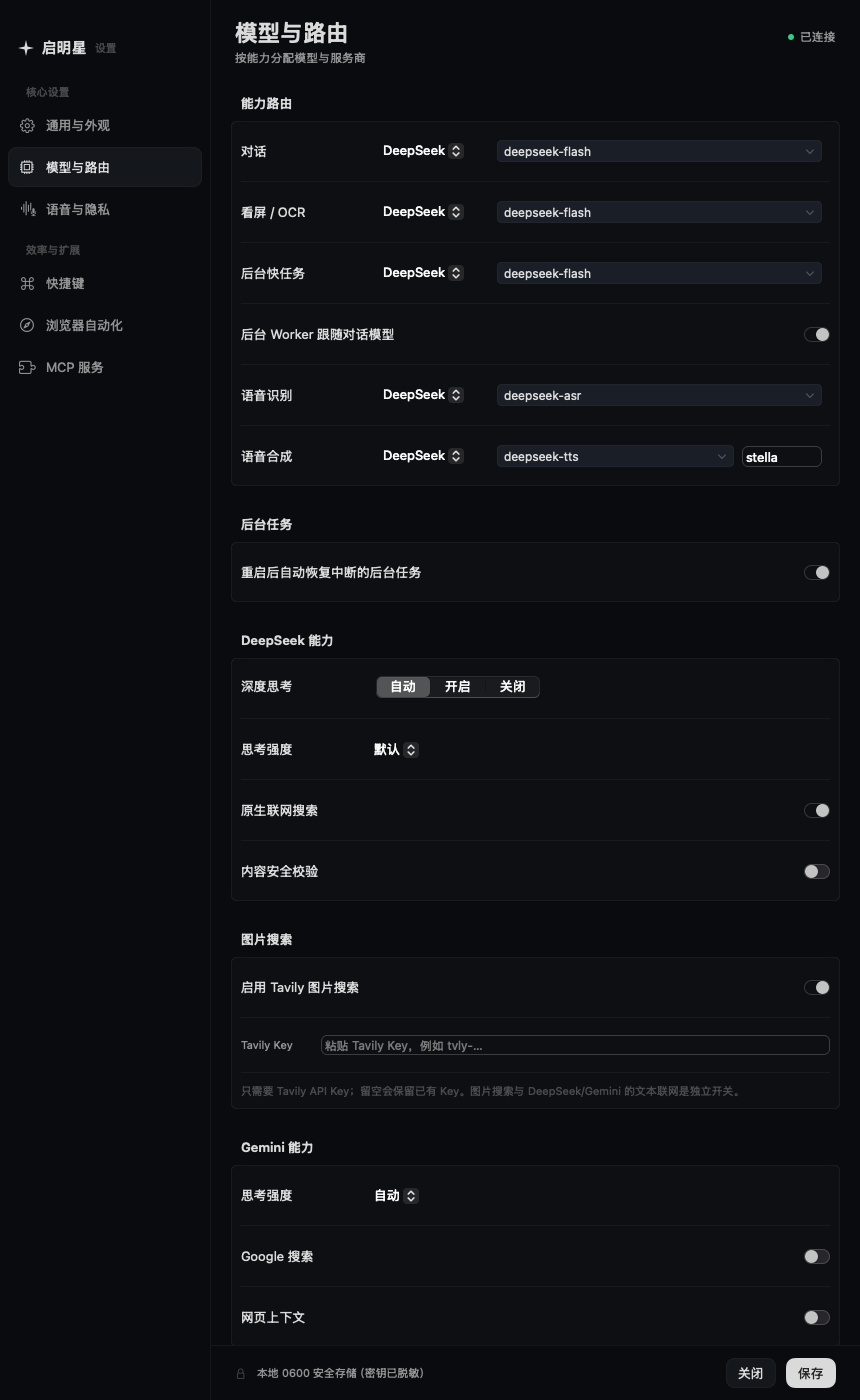 启明星 设置
核心设置
通用与外观
模型与路由
语音与隐私
效率与扩展
快捷键
浏览器自动化
MCP 服务
模型与路由
按能力分配模型与服务商
已连接
能力路由
对话 DeepSeek deepseek-flash
看屏 / OCR DeepSeek deepseek-flash
后台快任务 DeepSeek deepseek-flash
后台 Worker 跟随对话模型
语音识别 DeepSeek deepseek-asr
语音合成 DeepSeek deepseek-tts stella
后台任务
重启后自动恢复中断的后台任务
DeepSeek 能力
深度思考 自动 开启 关闭
思考强度 默认
原生联网搜索
内容安全校验
图片搜索
启用 Tavily 图片搜索
Tavily Key 粘贴 Tavily Key，例如 tvly-...
只需要 Tavily API Key；留空会保留已有 Key。图片搜索与 DeepSeek/Gemini 的文本联网是独立开关。
Gemini 能力
思考强度 自动
Google 搜索
网页上下文
本地 0600 安全存储 (密钥已脱敏)
关闭 保存